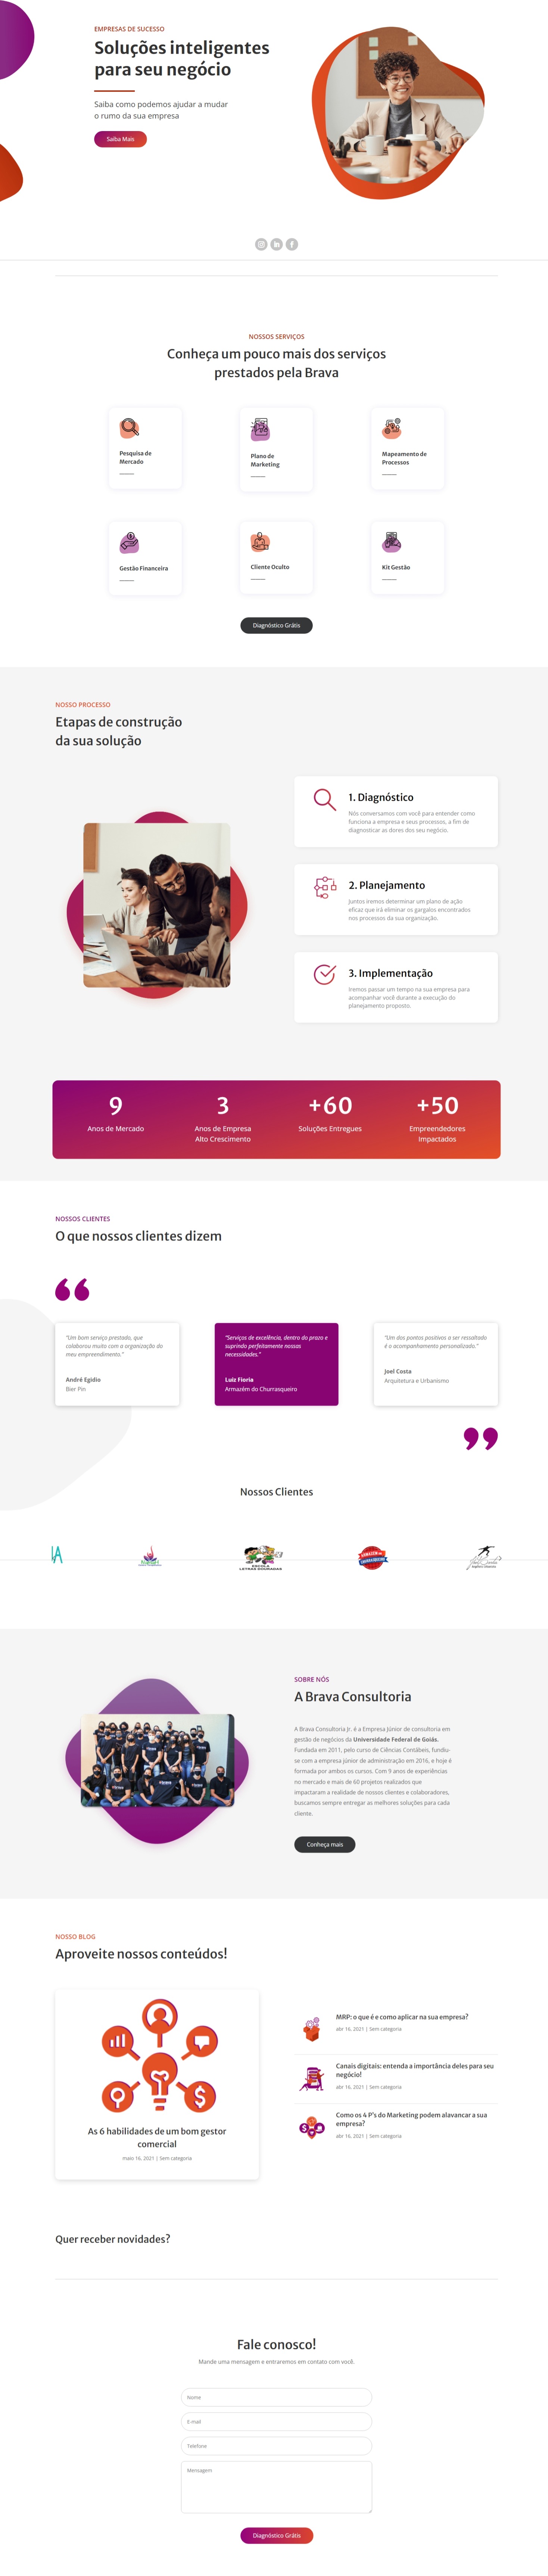 EMPRESAS DE SUCESSO
Soluções inteligentes
para seu negócio
Saiba como podemos ajudar a mudar
o rumo da sua empresa
Saiba Mais
NOSSOS SERVIÇOS
Conheça um pouco mais dos serviços
prestados pela Brava
Pesquisa de
Mercado
Plano de
Marketing
Mapeamento de
Processos
Gestão Financeira
Cliente Oculto
Kit Gestão
Diagnóstico Grátis
NOSSO PROCESSO
Etapas de construção
da sua solução
1. Diagnóstico
Nós conversamos com você para entender como
funciona a empresa e seus processos, a fim de
diagnosticar as dores dos seu negócio.
2. Planejamento
Juntos iremos determinar um plano de ação
eficaz que irá eliminar os gargalos encontrados
nos processos da sua organização.
3. Implementação
Iremos passar um tempo na sua empresa para
acompanhar você durante a execução do
planejamento proposto.
9
Anos de Mercado
3
Anos de Empresa
Alto Crescimento
+60
Soluções Entregues
+50
Empreendedores
Impactados
NOSSOS CLIENTES
O que nossos clientes dizem
"Um bom serviço prestado, que
colaborou muito com a organização do
meu empreendimento."
André Egidio
Bier Pin
"Serviços de excelência, dentro do prazo e
suprindo perfeitamente nossas
necessidades."
Luiz Fioria
Armazém do Churrasqueiro
"Um dos pontos positivos a ser ressaltado
é o acompanhamento personalizado."
Joel Costa
Arquitetura e Urbanismo
Nossos Clientes
IA
ESCOLA
LETRAS DOURADAS
SOBRE NÓS
A Brava Consultoria
A Brava Consultoria Jr. é a Empresa Júnior de consultoria em
gestão de negócios da Universidade Federal de Goiás.
Fundada em 2011, pelo curso de Ciências Contábeis, fundiu-
se com a empresa júnior de administração em 2016, e hoje é
formada por ambos os cursos. Com 9 anos de experiências
no mercado e mais de 60 projetos realizados que
impactaram a realidade de nossos clientes e colaboradores,
buscamos sempre entregar as melhores soluções para cada
cliente.
Conheça mais
NOSSO BLOG
Aproveite nossos conteúdos!
As 6 habilidades de um bom gestor
comercial
maio 16, 2021 | Sem categoria
MRP: o que é e como aplicar na sua empresa?
abr 16, 2021 | Sem categoria
Canais digitais: entenda a importância deles para seu
negócio!
abr 16, 2021 | Sem categoria
Como os 4 P's do Marketing podem alavancar a sua
empresa?
abr 16, 2021 | Sem categoria
Quer receber novidades?
Fale conosco!
Mande uma mensagem e entraremos em contato com você.
Nome
E-mail
Telefone
Mensagem
Diagnóstico Grátis